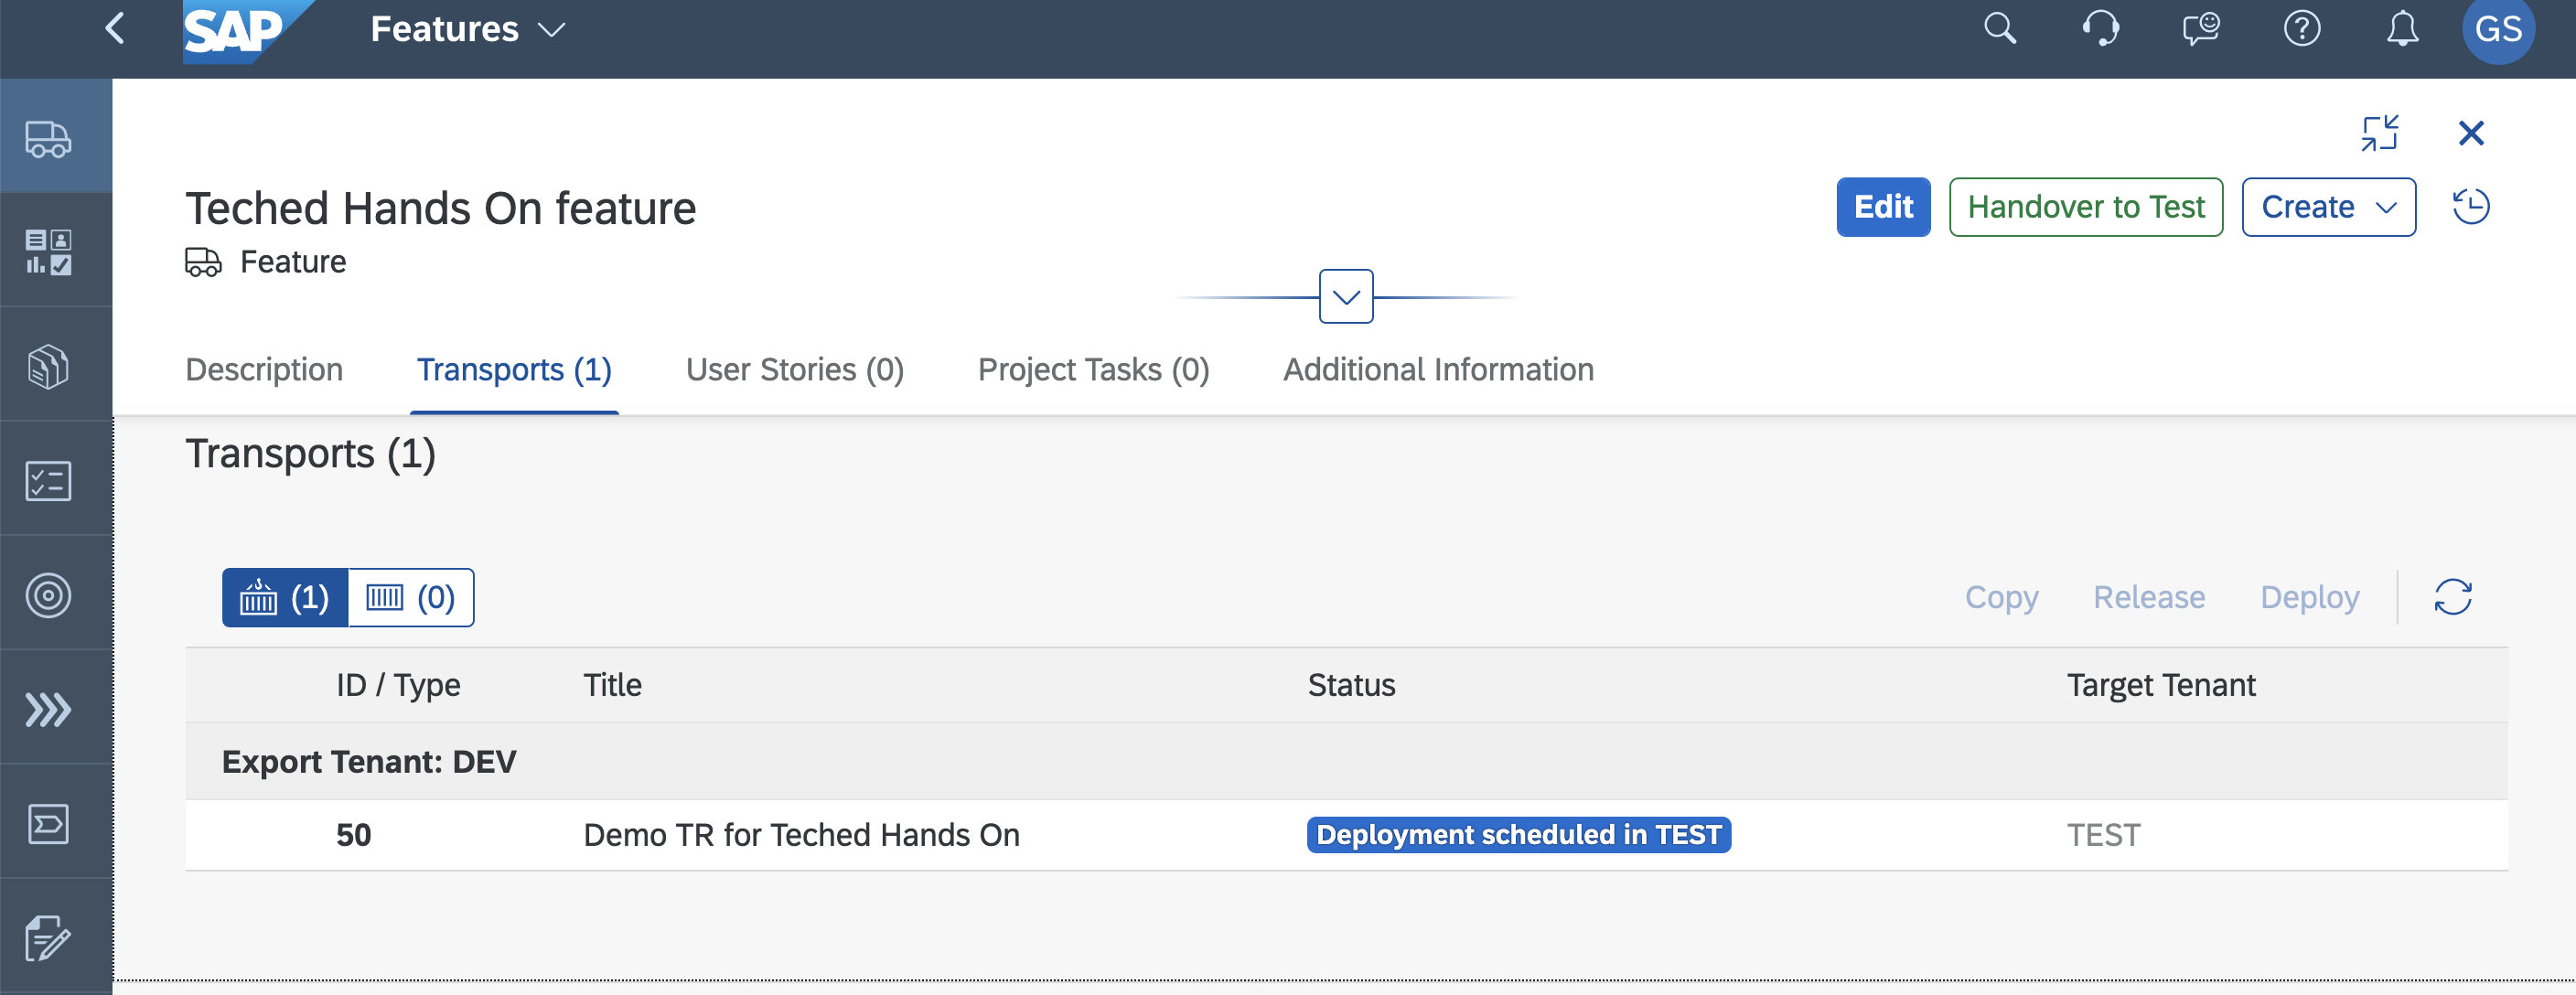 SAP Features GS
Teched Hands On feature Edit Handover to Test Create
Feature
Description Transports (1) User Stories (0) Project Tasks (0) Additional Information
Transports (1)
(1) (0) Copy Release Deploy
ID / Type Title Status Target Tenant
Export Tenant: DEV
50 Demo TR for Teched Hands On Deployment scheduled in TEST TEST